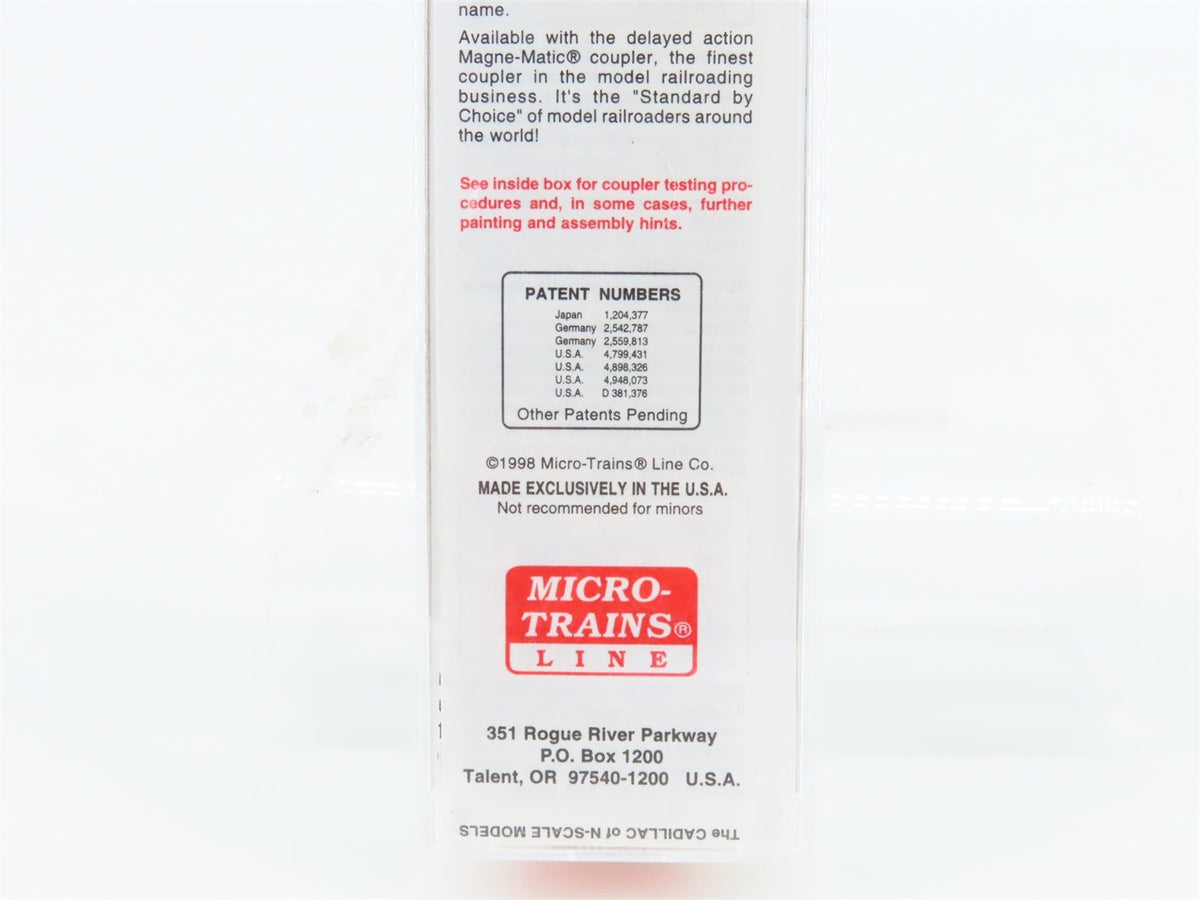 name.
Available with the delayed action
Magne-Matic® coupler, the finest
coupler in the model railroading
business. It's the "Standard by
Choice" of model railroaders around
the world!
See inside box for coupler testing pro-
cedures and, in some cases, further
painting and assembly hints.
PATENT NUMBERS
Japan 1,204,377
Germany 2,542,787
Germany 2,559,813
U.S.A. 4,799,431
U.S.A. 4,898,326
U.S.A. 4,948,073
U.S.A. D 381,376
Other Patents Pending
©1998 Micro-Trains® Line Co.
MADE EXCLUSIVELY IN THE U.S.A.
Not recommended for minors
MICRO-
TRAINS®
LINE
351 Rogue River Parkway
P.O. Box 1200
Talent, OR 97540-1200 U.S.A.
The CADILLAC of N-SCALE MODELS